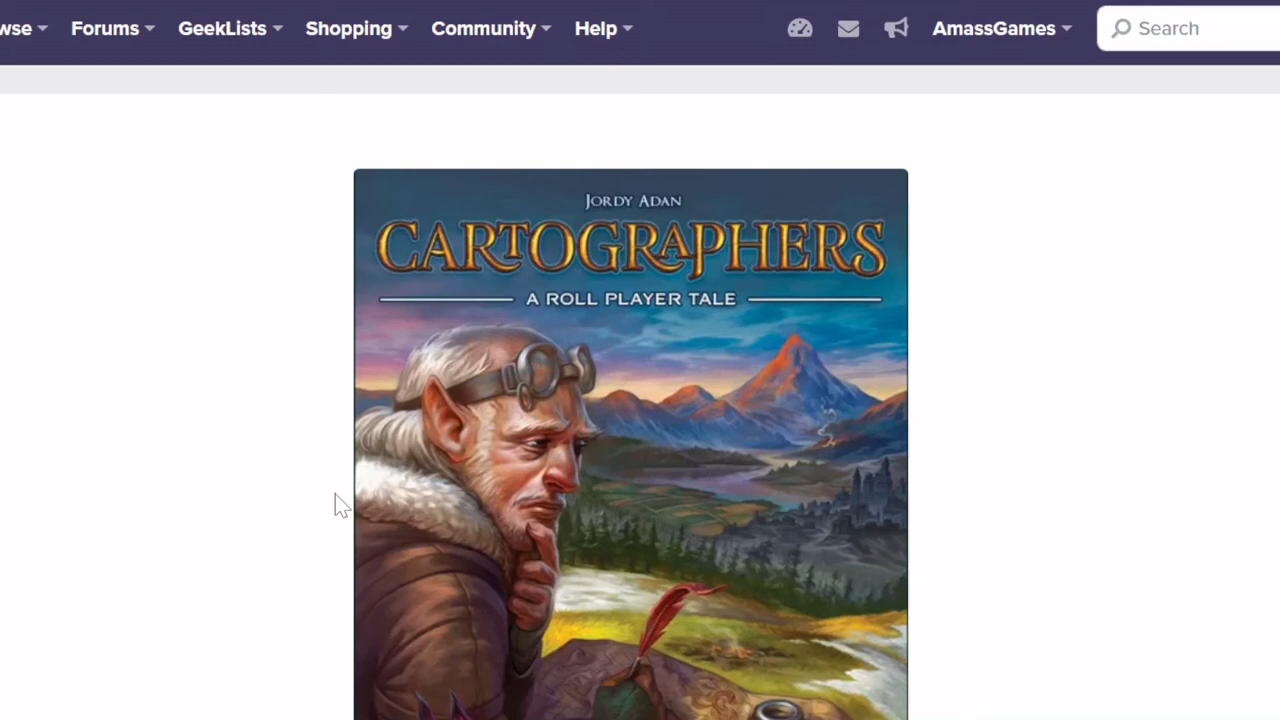 wse Forums GeekLists Shopping Community Help AmassGames Search
JORDY ADAN
CARTOGRAPHERS
A ROLL PLAYER TALE